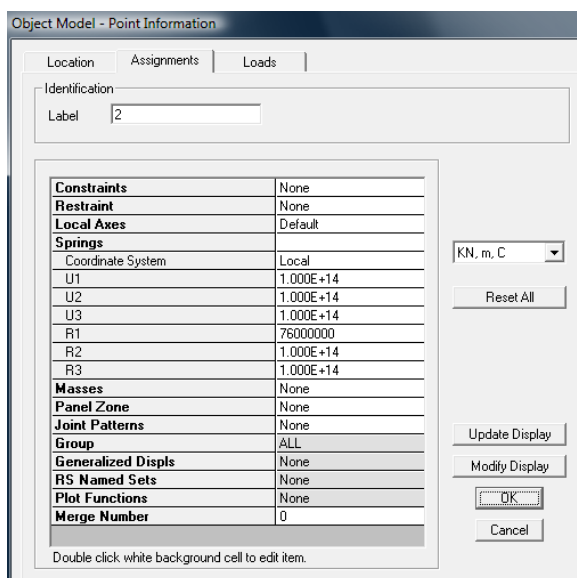 Object Model - Point Information
Location Assignments Loads
Identification
Label 2
Constraints None
Restraint None
Local Axes Default
Springs
Coordinate System Local
U1 1.000E+14
U2 1.000E+14
U3 1.000E+14
R1 76000000
R2 1.000E+14
R3 1.000E+14
Masses None
Panel Zone None
Joint Patterns None
Group ALL
Generalized Displs None
RS Named Sets None
Plot Functions None
Merge Number 0
Double click white background cell to edit item.
KN, m, C
Reset All
Update Display
Modify Display
OK
Cancel